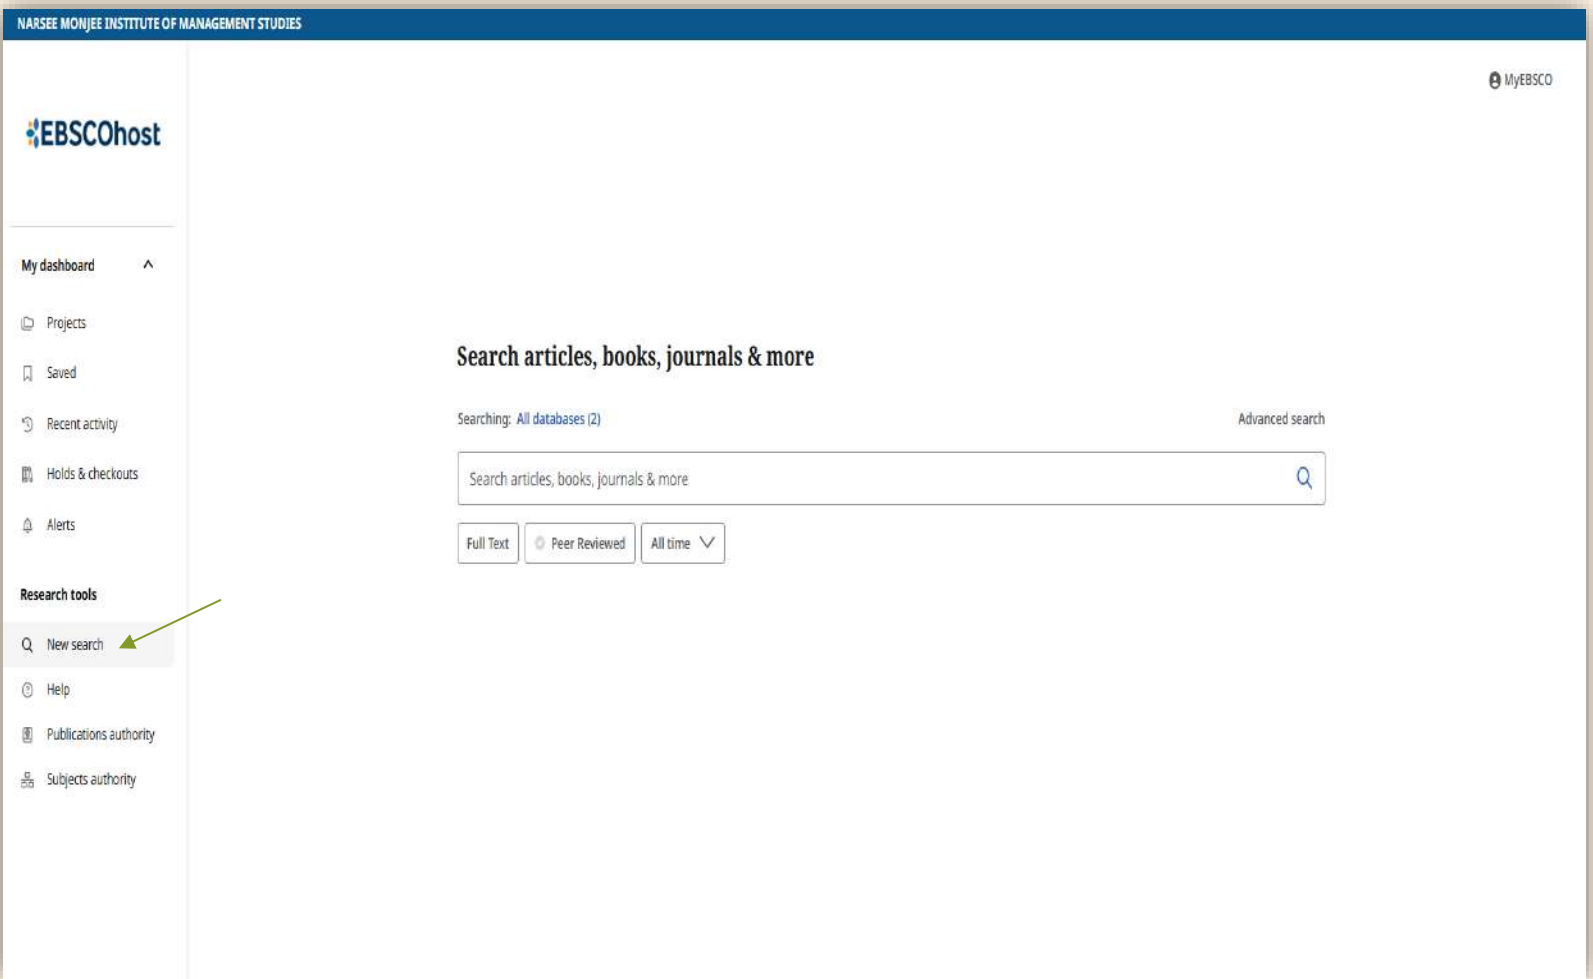 NARSEE MONJEE INSTITUTE OF MANAGEMENT STUDIES
MyEBSCO
EBSCOhost
My dashboard
Projects
Saved
Recent activity
Holds & checkouts
Alerts
Research tools
New search
Help
Publications authority
Subjects authority
Search articles, books, journals & more
Searching: All databases (2)
Advanced search
Search articles, books, journals & more
Full Text
Peer Reviewed
All time